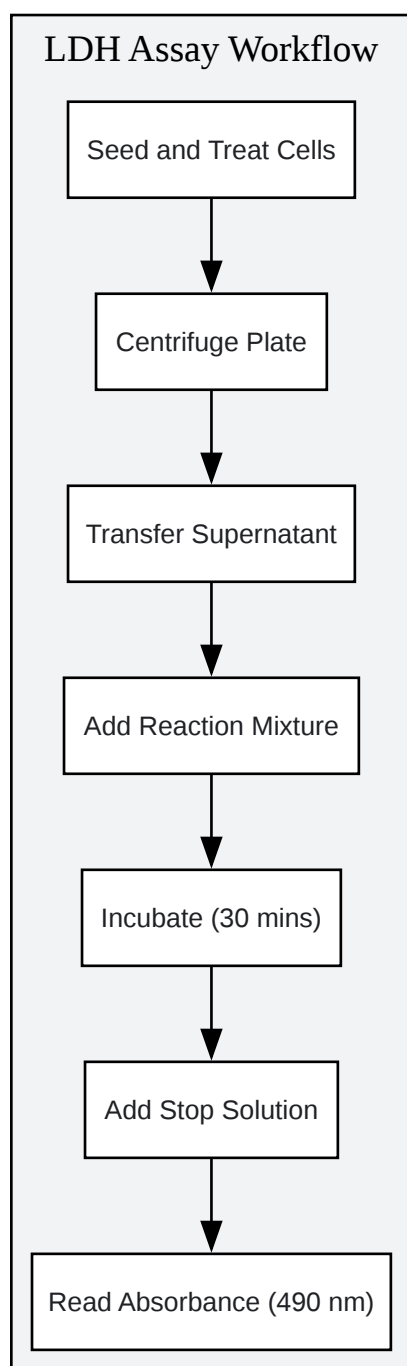 LDH Assay Workflow
Seed and Treat Cells
Centrifuge Plate
Transfer Supernatant
Add Reaction Mixture
Incubate (30 mins)
Add Stop Solution
Read Absorbance (490 nm)